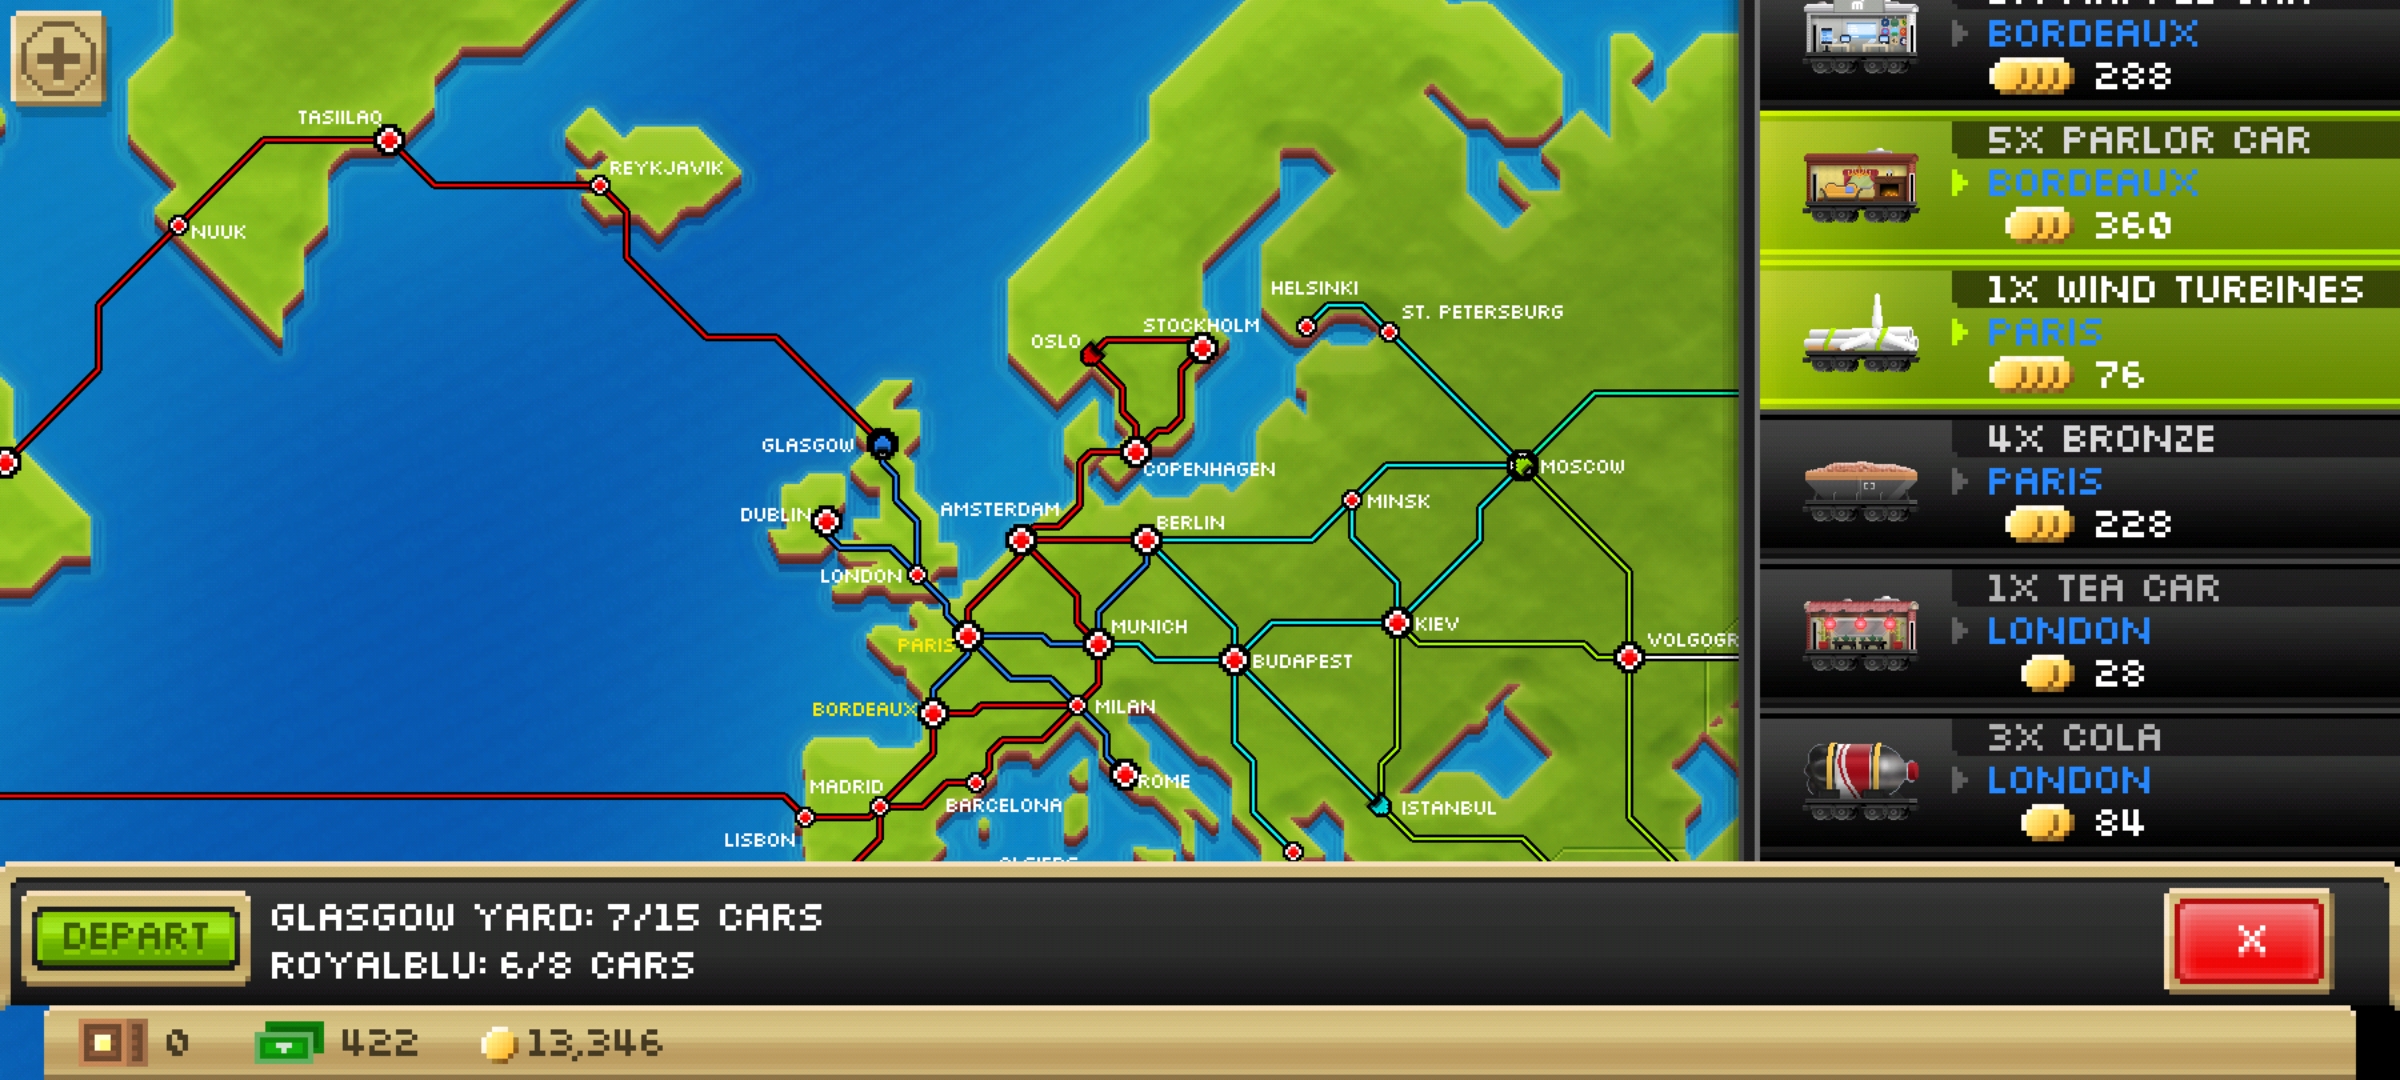 TASIILAQ
REYKJAVIK
NUUK
HELSINKI
ST. PETERSBURG
STOCKHOLM
OSLO
GLASGOW
COPENHAGEN
MOSCOW
MINSK
AMSTERDAM
BERLIN
DUBLIN
LONDON
MUNICH
KIEV
PARIS
BUDAPEST
BORDEAUX
MILAN
MADRID
ROME
BARCELONA
ISTANBUL
LISBON
BORDEAUX
288
5X PARLOR CAR
BORDEAUX
360
1X WIND TURBINES
PARIS
76
4X BRONZE
PARIS
228
1X TEA CAR
LONDON
28
3X COLA
LONDON
84
DEPART
GLASGOW YARD: 7/15 CARS
ROYALBLU: 6/8 CARS
X
0
422
13,346